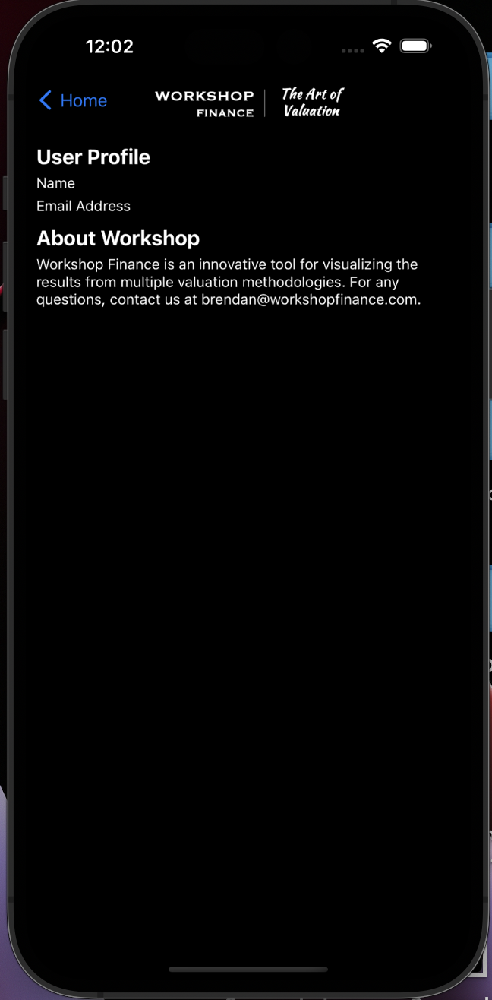 12:02
Home
WORKSHOP
FINANCE
The Art of
Valuation
User Profile
Name
Email Address
About Workshop
Workshop Finance is an innovative tool for visualizing the
results from multiple valuation methodologies. For any
questions, contact us at brendan@workshopfinance.com.